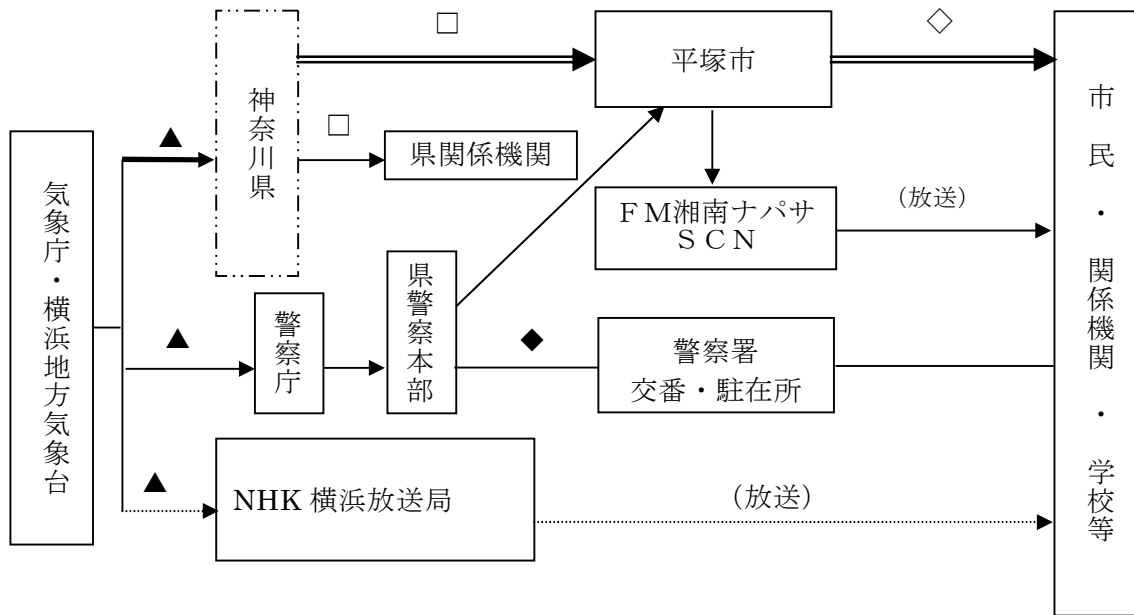 □
◇
平塚市
神奈川県
▲
□
県関係機関
ＦＭ湘南ナパサ
ＳＣＮ
（放送）
気象庁・横浜地方気象台
▲
警察庁
県警察本部
◆
警察署
交番・駐在所
▲
NHK 横浜放送局
（放送）
市民・関係機関・学校等